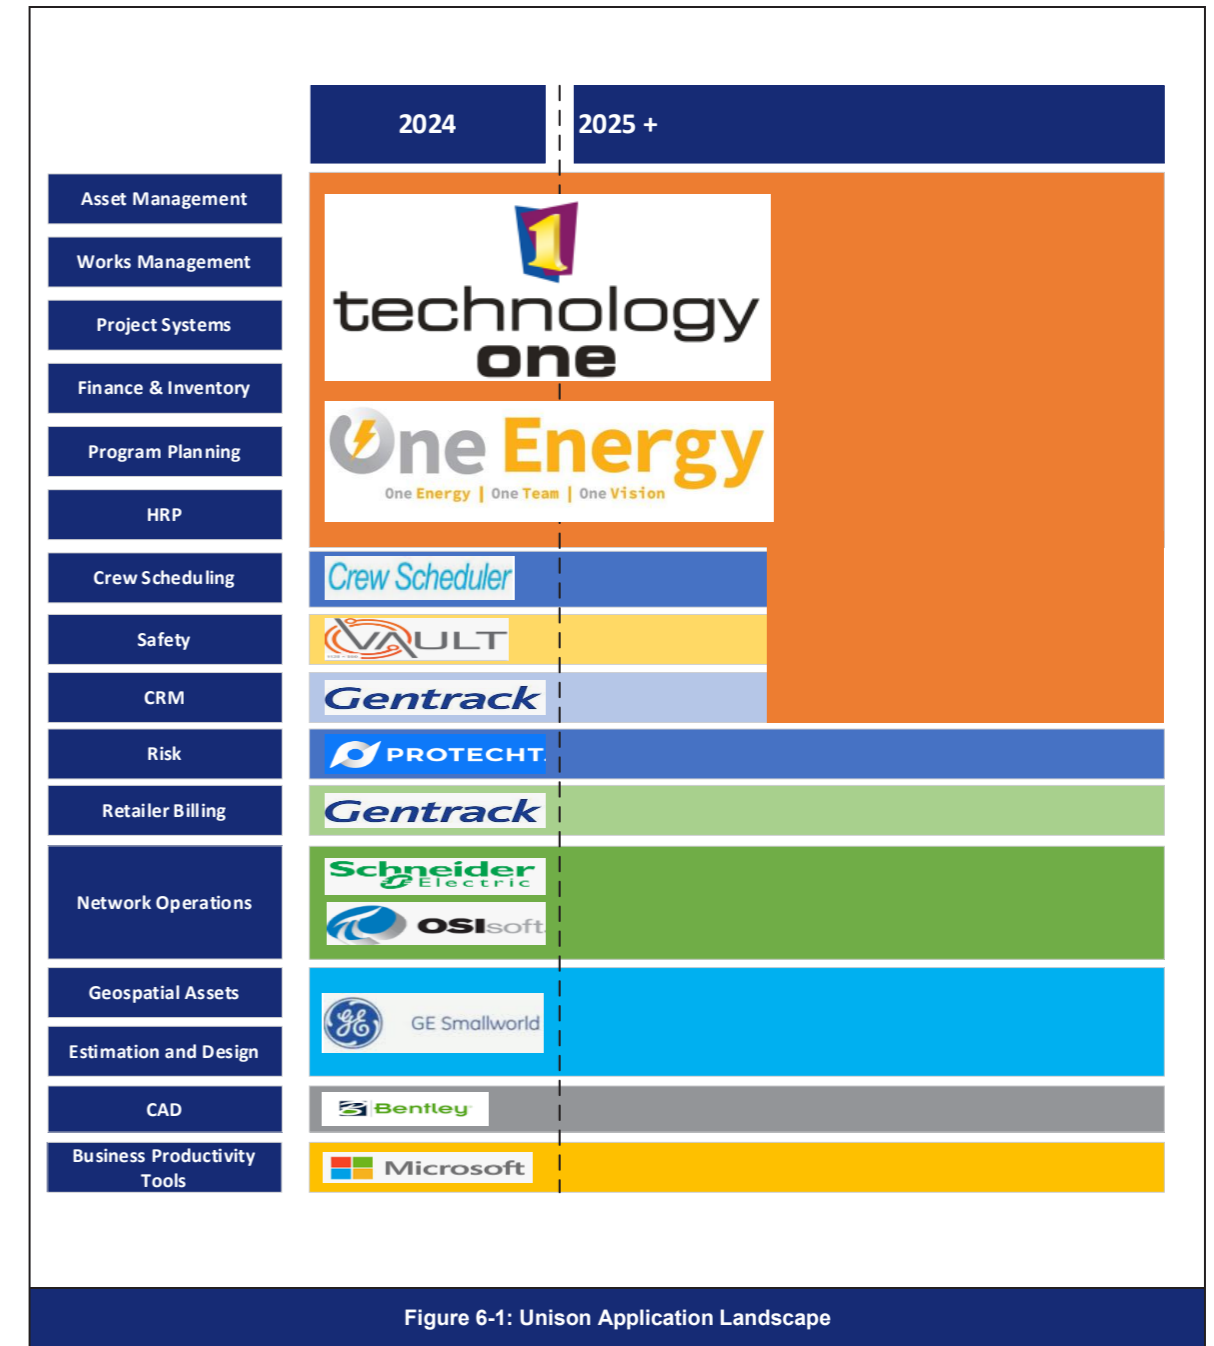 2024
2025 +
Asset Management
Works Management
Project Systems
Finance & Inventory
Program Planning
HRP
1
technology
one
One Energy
One Energy | One Team | One Vision
Crew Scheduling
Crew Scheduler
Safety
VAULT
CRM
Gentrack
Risk
PROTECHT.
Retailer Billing
Gentrack
Network Operations
Schneider
Electric
OSIsoft.
Geospatial Assets
Estimation and Design
GE
GE Smallworld
CAD
Bentley
Business Productivity
Tools
Microsoft
Figure 6-1: Unison Application Landscape